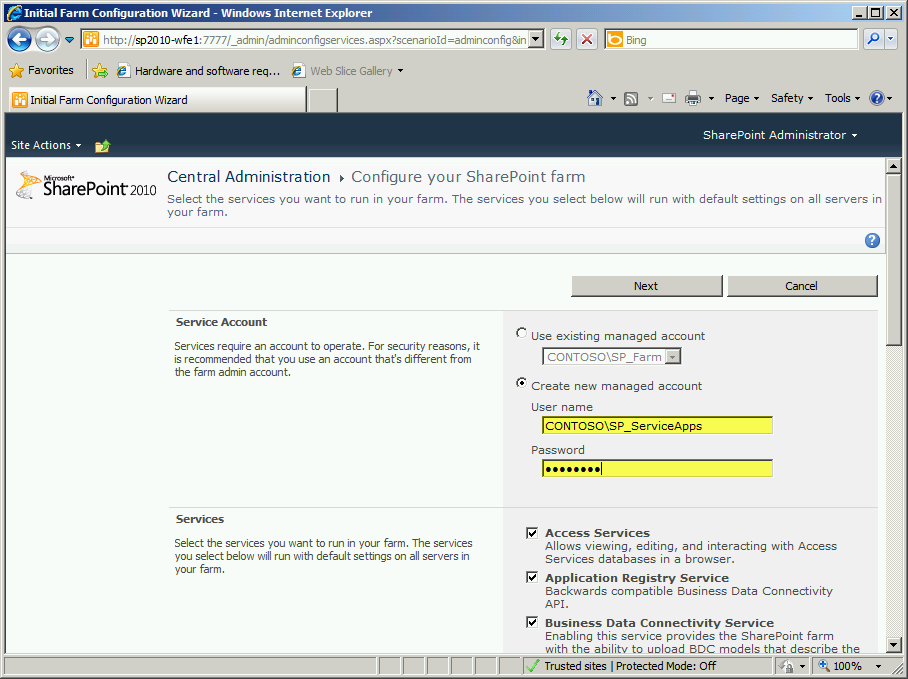 Initial Farm Configuration Wizard - Windows Internet Explorer
http://sp2010-wfe1:7777/_admin/adminconfigservices.aspx?scenarioId=adminconfig&in
Bing
Favorites
Hardware and software req...
Web Slice Gallery
Initial Farm Configuration Wizard
Page
Safety
Tools
SharePoint Administrator
Site Actions
Microsoft
SharePoint 2010
Central Administration
Configure your SharePoint farm
Select the services you want to run in your farm. The services you select below will run with default settings on all servers in
your farm.
Next
Cancel
Service Account
Services require an account to operate. For security reasons, it
is recommended that you use an account that's different from
the farm admin account.
Use existing managed account
CONTOSO\SP_Farm
Create new managed account
User name
CONTOSO\SP_ServiceApps
Password
••••••••
Services
Select the services you want to run in your farm. The services
you select below will run with default settings on all servers in
your farm.
Access Services
Allows viewing, editing, and interacting with Access
Services databases in a browser.
Application Registry Service
Backwards compatible Business Data Connectivity
API.
Business Data Connectivity Service
Enabling this service provides the SharePoint farm
with the ability to upload BDC models that describe the
Trusted sites | Protected Mode: Off
100%